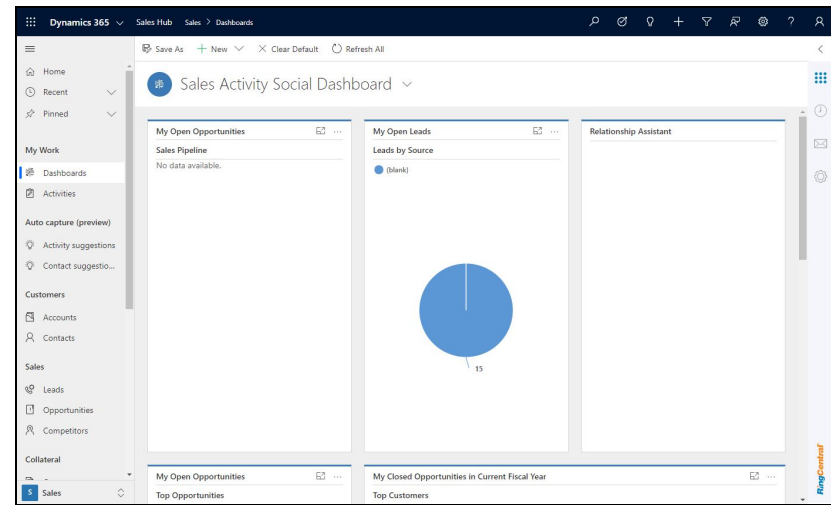 Dynamics 365 Sales Hub Sales > Dashboards
Save As New Clear Default Refresh All
Home
Recent
Pinned
My Work
Dashboards
Activities
Auto capture (preview)
Activity suggestions
Contact suggestio...
Customers
Accounts
Contacts
Sales
Leads
Opportunities
Competitors
Collateral
S Sales
Sales Activity Social Dashboard
My Open Opportunities
Sales Pipeline
No data available.
My Open Leads
Leads by Source
(blank)
15
Relationship Assistant
My Open Opportunities
Top Opportunities
My Closed Opportunities in Current Fiscal Year
Top Customers
RingCentral